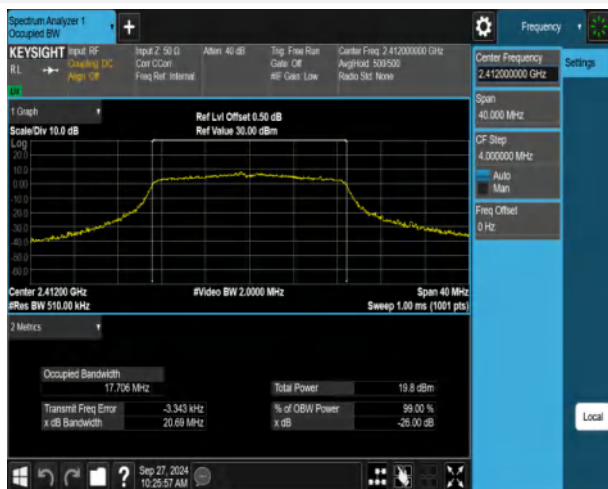 Spectrum Analyzer 1
Occupied BW
+
Frequency
KEYSIGHT Input: RF
Coupling: DC
Align: Off
RL
Input Z: 50 Ω
Corr CCorr
Freq Ref: Internal
Atten: 40 dB
Trig: Free Run
Gate: Off
#IF Gain: Low
Center Freq: 2.412000000 GHz
Avg|Hold: 500/500
Radio Std: None
Center Frequency
2.412000000 GHz
Settings
Span
40.000 MHz
CF Step
4.000000 MHz
Auto
Man
Freq Offset
0 Hz
1 Graph
Scale/Div 10.0 dB
Ref Lvl Offset 0.50 dB
Ref Value 30.00 dBm
Log
20.0
10.0
0.00
-10.0
-20.0
-30.0
-40.0
-50.0
-60.0
Center 2.41200 GHz
#Res BW 510.00 kHz
#Video BW 2.0000 MHz
Span 40 MHz
Sweep 1.00 ms (1001 pts)
2 Metrics
Occupied Bandwidth
17.706 MHz
Total Power 19.8 dBm
Transmit Freq Error -3.343 kHz
% of OBW Power 99.00 %
x dB Bandwidth 20.69 MHz
x dB -26.00 dB
Local
?
Sep 27, 2024
10:25:57 AM